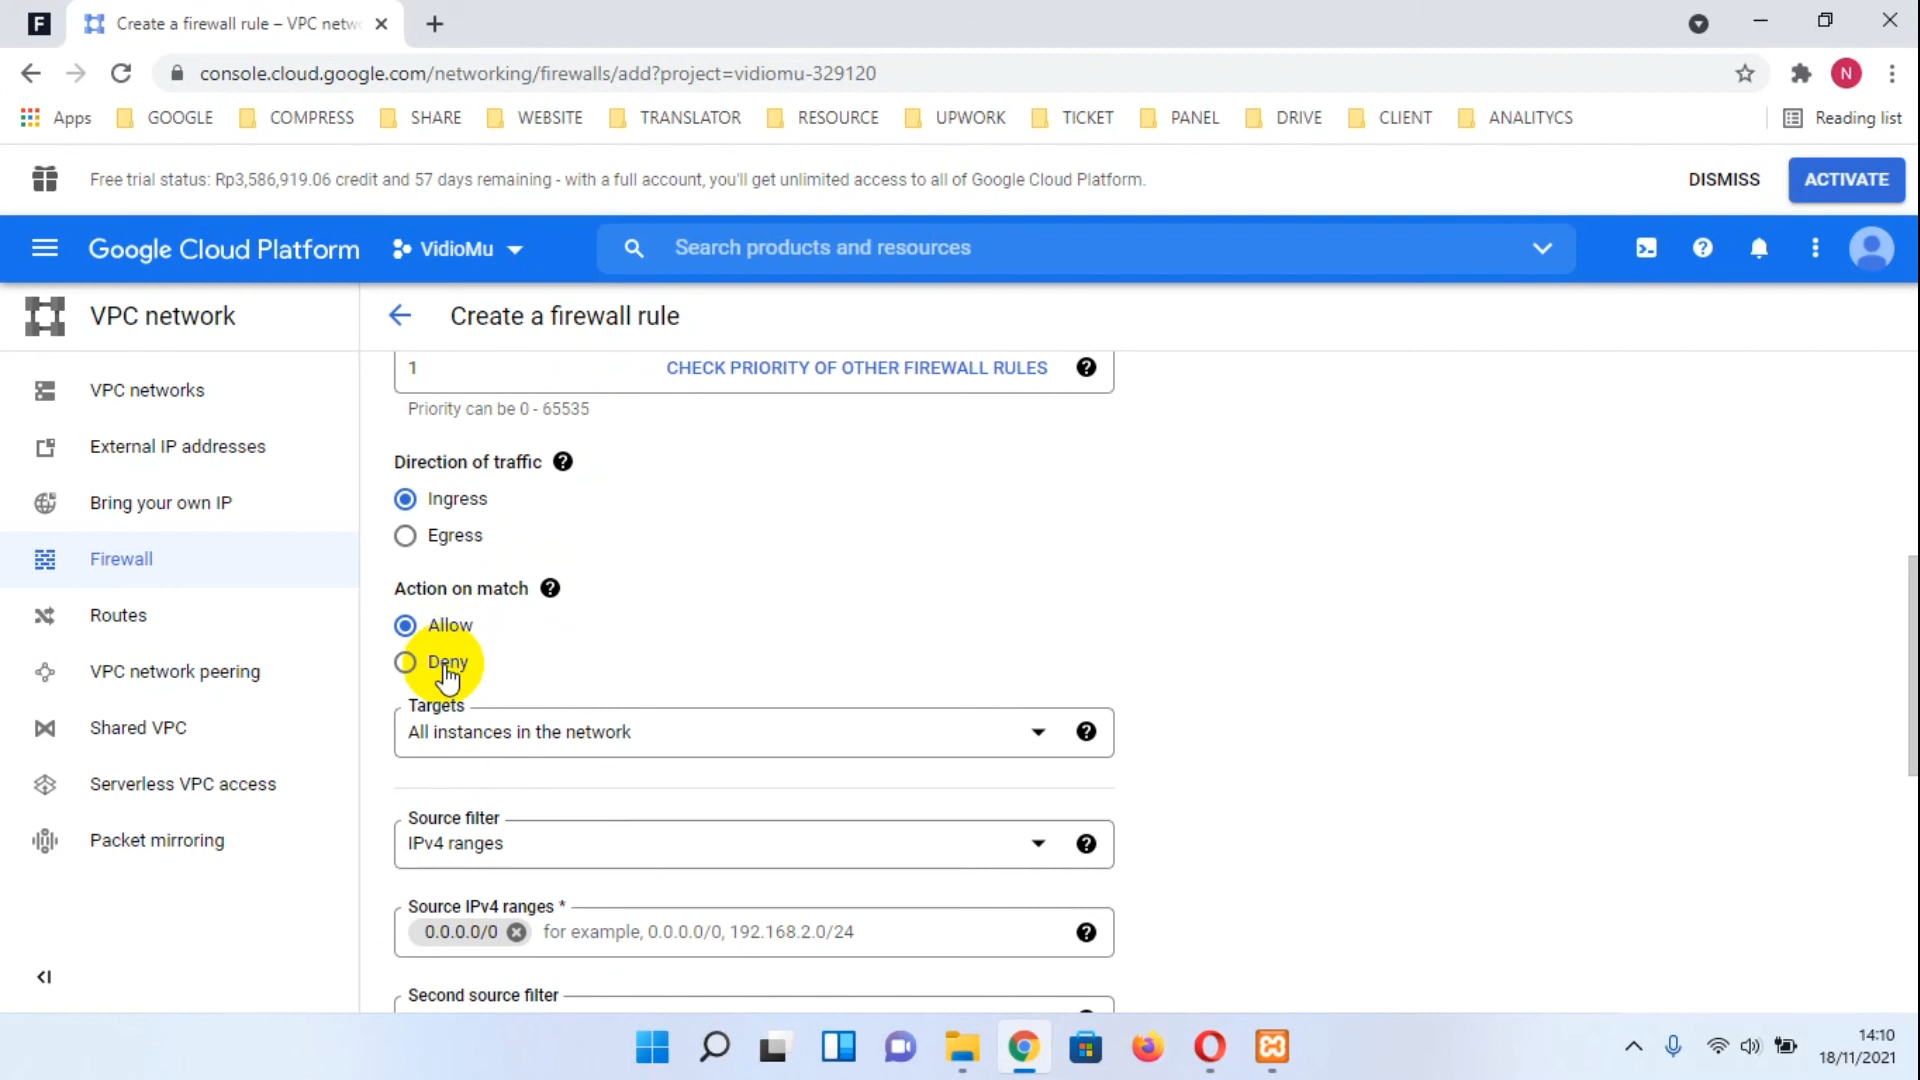 F
Create a firewall rule – VPC netw
console.cloud.google.com/networking/firewalls/add?project=vidiomu-329120
N
Apps GOOGLE COMPRESS SHARE WEBSITE TRANSLATOR RESOURCE UPWORK TICKET PANEL DRIVE CLIENT ANALITYCS Reading list
Free trial status: Rp3,586,919.06 credit and 57 days remaining - with a full account, you'll get unlimited access to all of Google Cloud Platform. DISMISS ACTIVATE
Google Cloud Platform VidioMu Search products and resources
VPC network
Create a firewall rule
VPC networks
External IP addresses
Bring your own IP
Firewall
Routes
VPC network peering
Shared VPC
Serverless VPC access
Packet mirroring
1 CHECK PRIORITY OF OTHER FIREWALL RULES
Priority can be 0 - 65535
Direction of traffic
Ingress
Egress
Action on match
Allow
Deny
Targets
All instances in the network
Source filter
IPv4 ranges
Source IPv4 ranges *
0.0.0.0/0 for example, 0.0.0.0/0, 192.168.2.0/24
Second source filter
14:10
18/11/2021